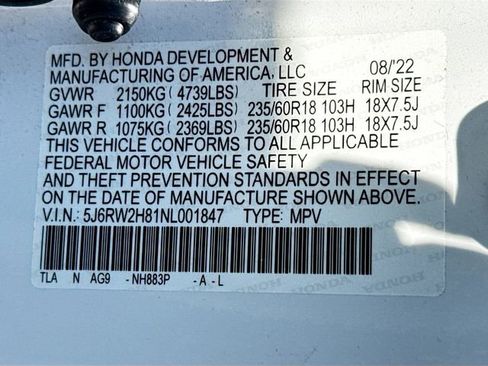 MFD. BY HONDA DEVELOPMENT &
MANUFACTURING OF AMERICA, LLC 08/'22
GVWR 2150KG( 4739LBS) TIRE SIZE RIM SIZE
GAWR F 1100KG( 2425LBS) 235/60R18 103H 18X7.5J
GAWR R 1075KG( 2369LBS) 235/60R18 103H 18X7.5J
THIS VEHICLE CONFORMS TO ALL APPLICABLE
FEDERAL MOTOR VEHICLE SAFETY
AND THEFT PREVENTION STANDARDS IN EFFECT
ON THE DATE OF MANUFACTURE SHOWN ABOVE.
V.I.N: 5J6RW2H81NL001847 TYPE: MPV
TLA N AG9 -NH883P -A-L